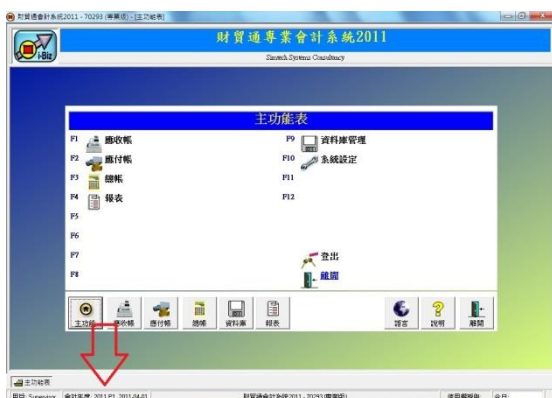 財貿通會計系統2011 - 70293 (專業版) - [主功能表]
i-Biz
財貿通專業會計系統2011
Simtech Systems Consultancy
主功能表
F1 應收帳
F2 應付帳
F3 總帳
F4 報表
F5
F6
F7
F8
F9 資料庫管理
F10 系統設定
F11
F12
登出
離開
主功能 應收帳 應付帳 總帳 資料庫 報表 語言 說明 離開
主功能表
用戶: Supervisor 會計年度: 2011 P1 2011-04-01 財貿通會計系統2011 - 70293 (專業版) 今日: